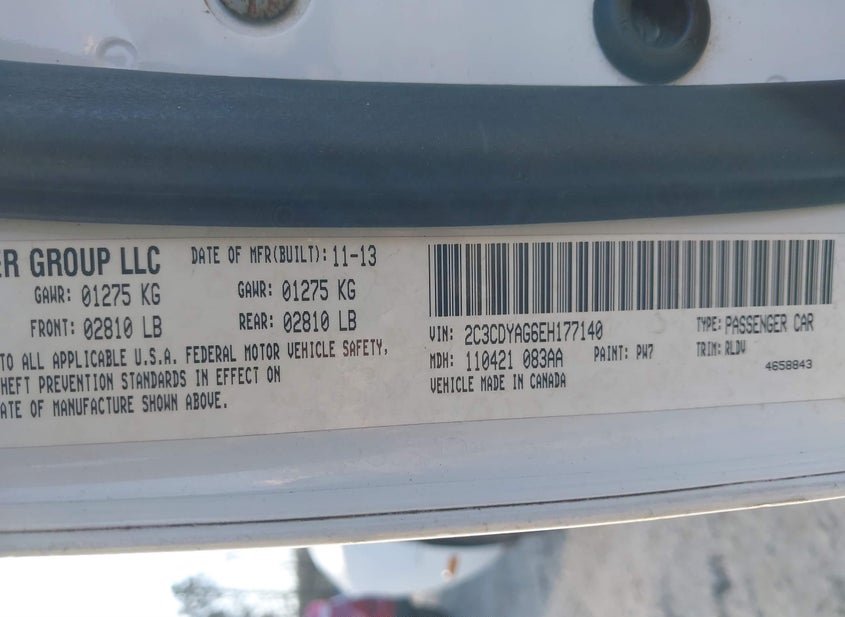 ER GROUP LLC
DATE OF MFR(BUILT): 11-13
GAWR: 01275 KG
GAWR: 01275 KG
FRONT: 02810 LB
REAR: 02810 LB
TO ALL APPLICABLE U.S.A. FEDERAL MOTOR VEHICLE SAFETY,
HEFT PREVENTION STANDARDS IN EFFECT ON
ATE OF MANUFACTURE SHOWN ABOVE.
VIN: 2C3CDYAG6EH177140
TYPE: PASSENGER CAR
MDH: 110421 083AA
PAINT: PW7
TRIM: RLDV
VEHICLE MADE IN CANADA
4658843